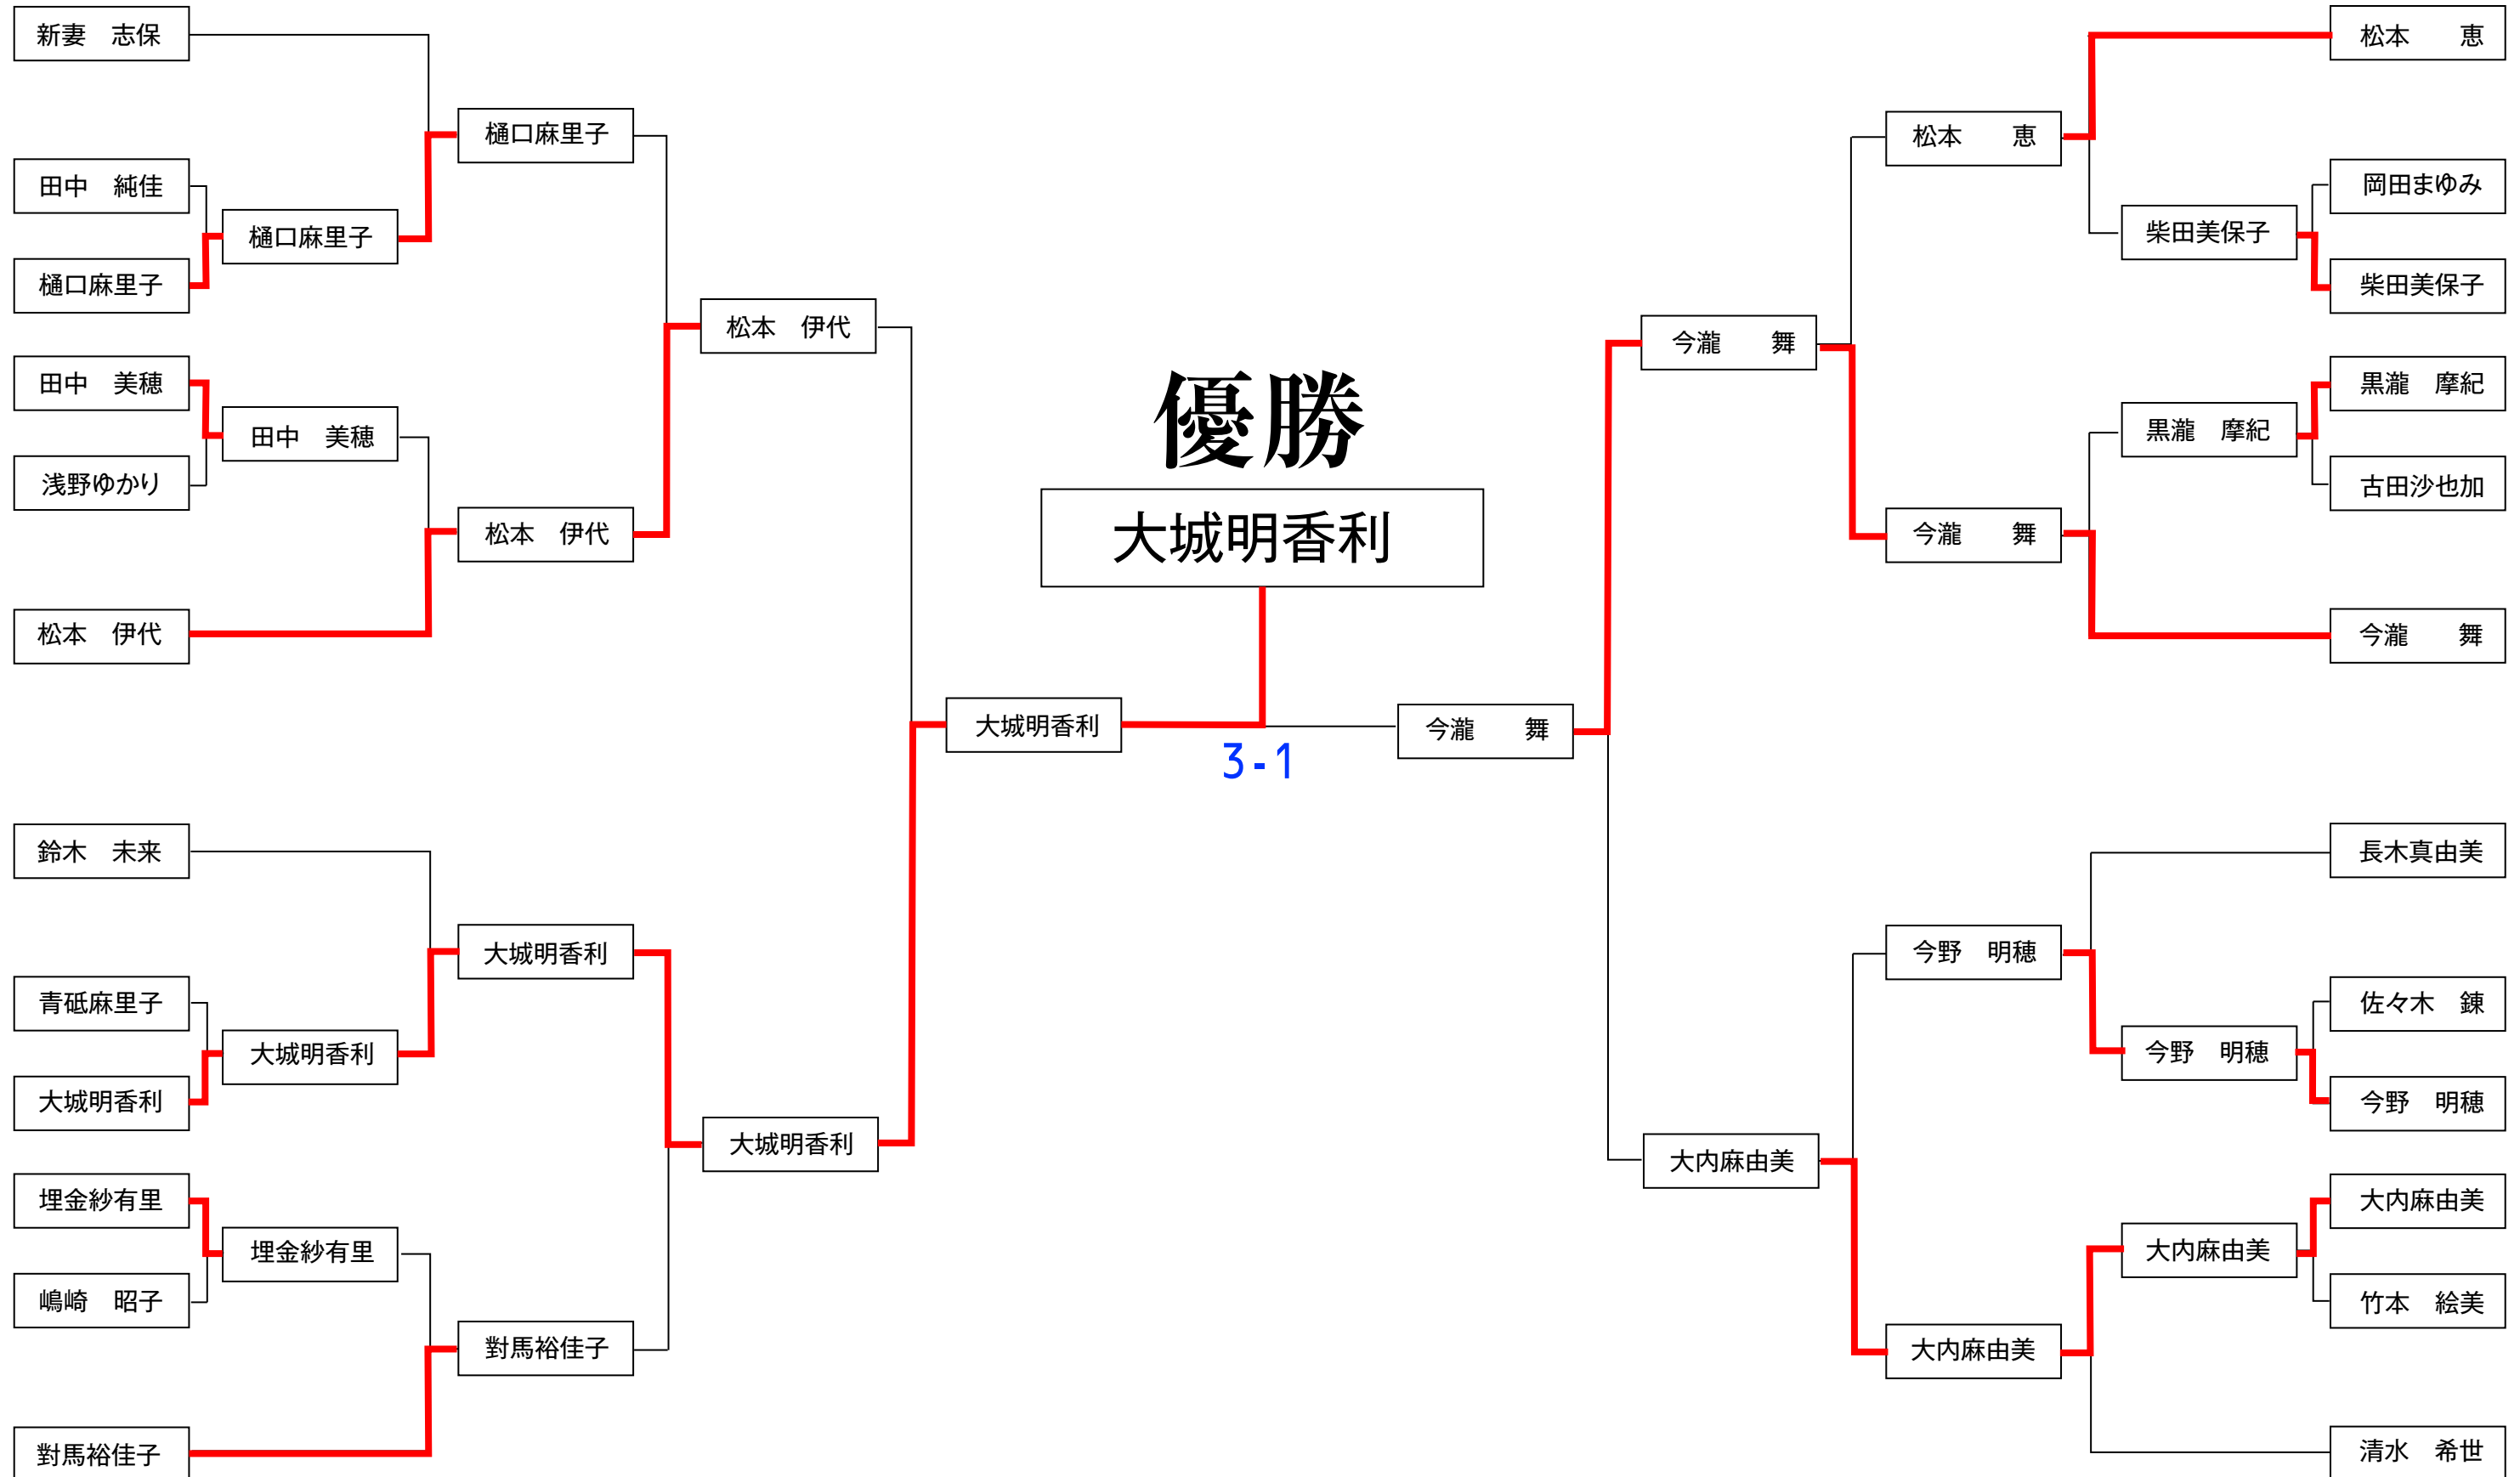 新妻　志保
田中　純佳
樋口麻里子
田中　美穂
浅野ゆかり
松本　伊代
鈴木　未来
青砥麻里子
大城明香利
埋金紗有里
嶋崎　昭子
對馬裕佳子
樋口麻里子
田中　美穂
大城明香利
埋金紗有里
樋口麻里子
松本　伊代
大城明香利
對馬裕佳子
松本　伊代
大城明香利
大城明香利
優勝
大城明香利
3-1
今瀧　　舞
今瀧　　舞
大内麻由美
松本　　恵
今瀧　　舞
今野　明穂
大内麻由美
柴田美保子
黒瀧　摩紀
今野　明穂
大内麻由美
松本　　恵
岡田まゆみ
柴田美保子
黒瀧　摩紀
古田沙也加
今瀧　　舞
長木真由美
佐々木　錬
今野　明穂
大内麻由美
竹本　絵美
清水　希世